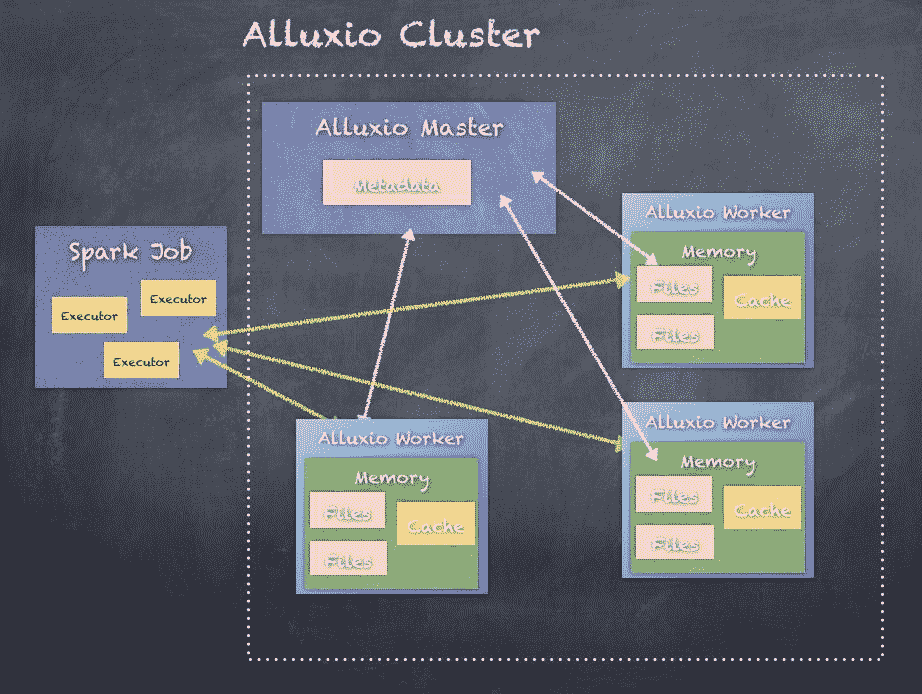 Alluxio Cluster
Alluxio Master
Metadata
Spark Job
Executor
Executor
Executor
Alluxio Worker
Memory
Files
Cache
Files
Alluxio Worker
Memory
Files
Cache
Files
Alluxio Worker
Memory
Files
Cache
Files